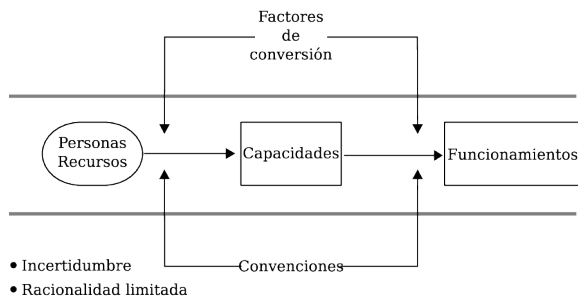 Factores
de
conversión
Personas
Recursos
Capacidades
Funcionamientos
Convenciones
• Incertidumbre
• Racionalidad limitada